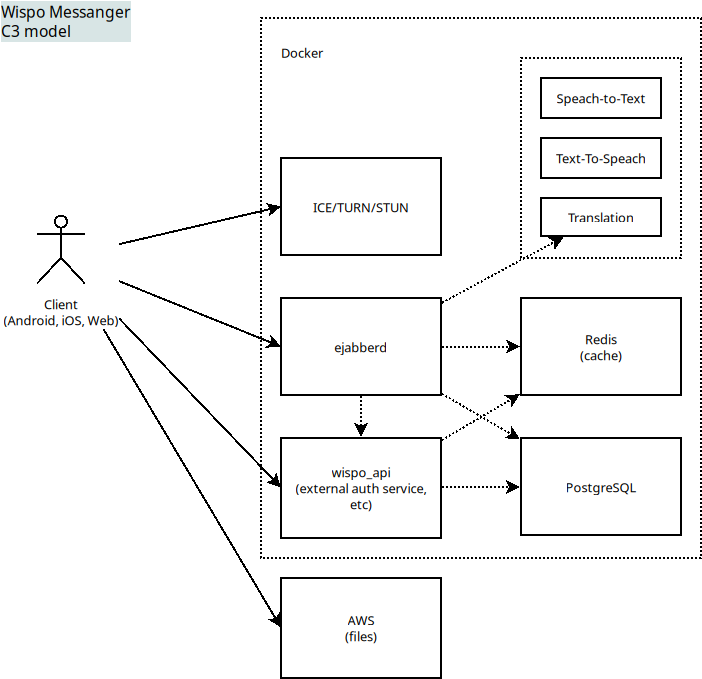 Wispo Messanger
C3 model
Docker
Speach-to-Text
Text-To-Speach
Translation
ICE/TURN/STUN
Client
(Android, iOS, Web)
ejabberd
Redis
(cache)
wispo_api
(external auth service,
etc)
PostgreSQL
AWS
(files)